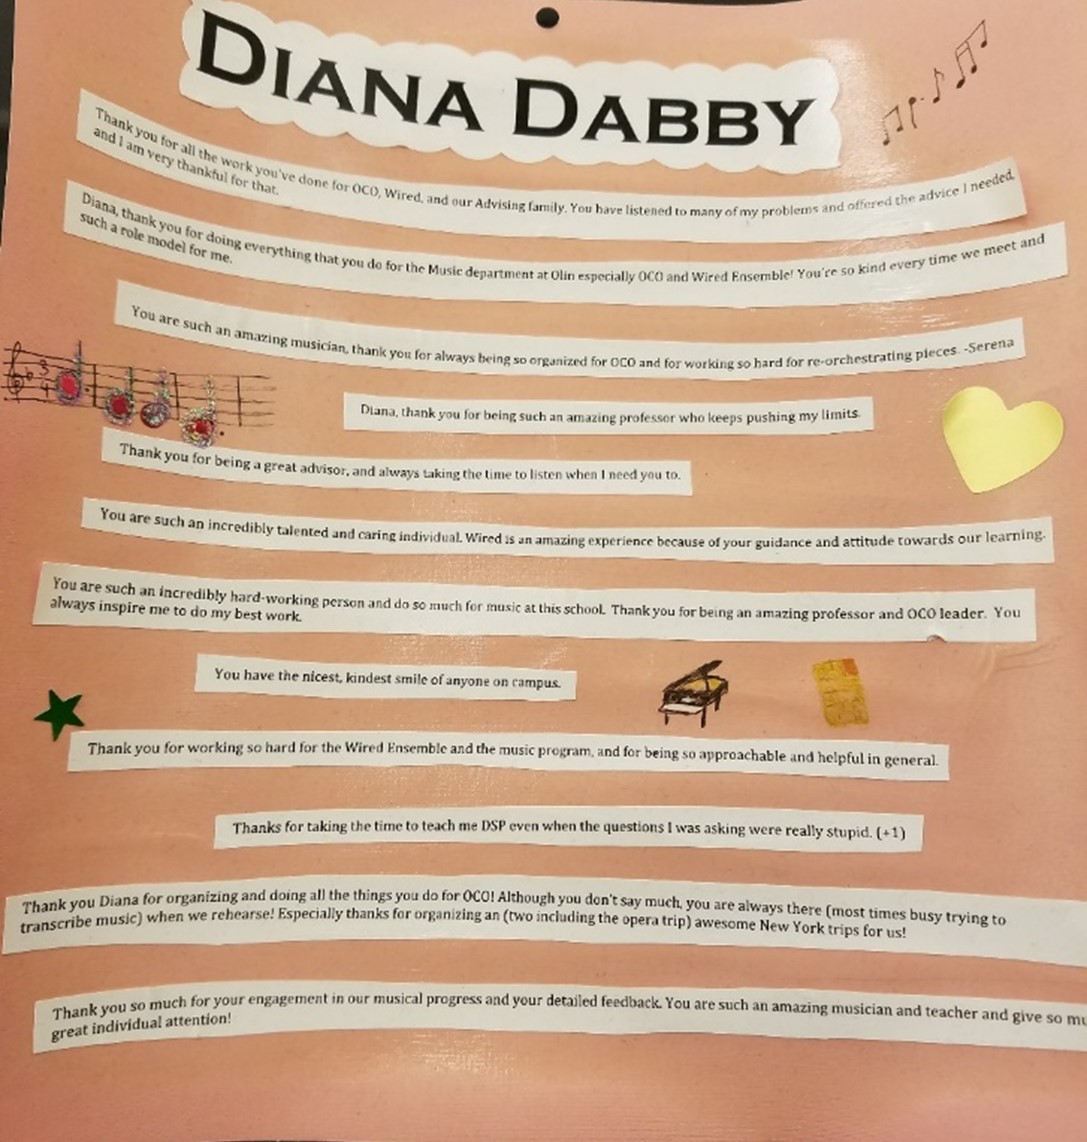 DIANA DABBY
Thank you for all the work you've done for OCO, Wired, and our Advising family. You have listened to many of my problems and offered the advice I needed,
and I am very thankful for that.
Diana, thank you for doing everything that you do for the Music department at Olin especially OCO and Wired Ensemble! You're so kind every time we meet and
such a role model for me.
You are such an amazing musician, thank you for always being so organized for OCO and for working so hard for re-orchestrating pieces. -Serena
3
4
Diana, thank you for being such an amazing professor who keeps pushing my limits.
Thank you for being a great advisor, and always taking the time to listen when I need you to.
You are such an incredibly talented and caring individual. Wired is an amazing experience because of your guidance and attitude towards our learning.
You are such an incredibly hard-working person and do so much for music at this school. Thank you for being an amazing professor and OCO leader. You
always inspire me to do my best work.
You have the nicest, kindest smile of anyone on campus.
Thank you for working so hard for the Wired Ensemble and the music program, and for being so approachable and helpful in general.
Thanks for taking the time to teach me DSP even when the questions I was asking were really stupid. (+1)
Thank you Diana for organizing and doing all the things you do for OCO! Although you don't say much, you are always there (most times busy trying to
transcribe music) when we rehearse! Especially thanks for organizing an (two including the opera trip) awesome New York trips for us!
Thank you so much for your engagement in our musical progress and your detailed feedback. You are such an amazing musician and teacher and give so
great individual attention!